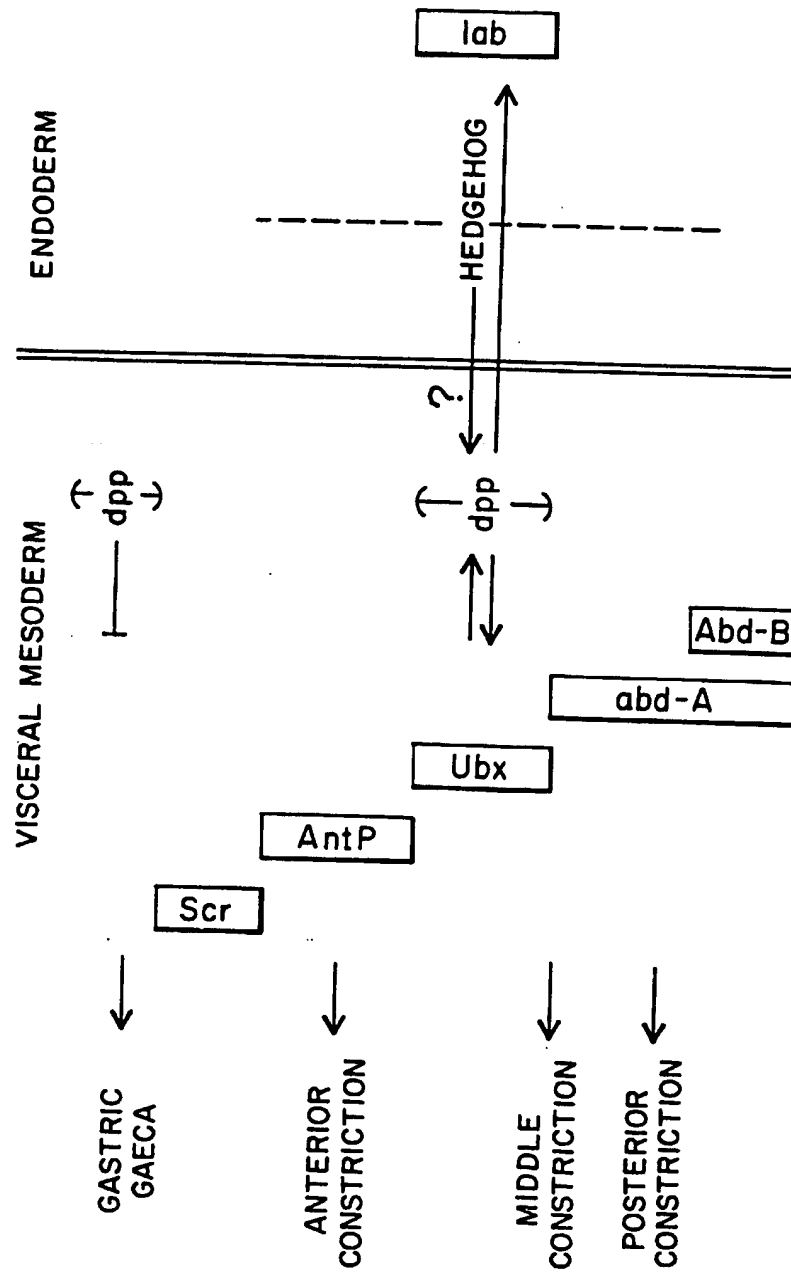 VISCERAL MESODERM
ENDODERM
GASTRIC
GAECA
dpp
Scr
ANTERIOR
CONSTRICTION
AntP
Ubx
dpp
?
HEDGEHOG
lab
MIDDLE
CONSTRICTION
abd-A
POSTERIOR
CONSTRICTION
Abd-B